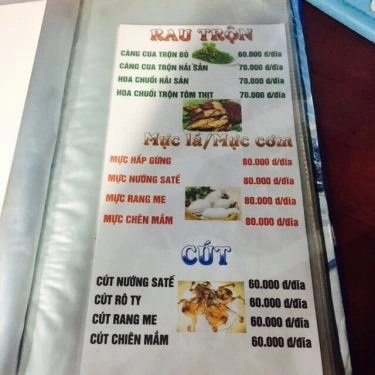 RAU TRỘN
CÀNG CUA TRỘN BÒ 60.000 đ/đĩa
CÀNG CUA TRỘN HẢI SẢN 70.000 đ/đĩa
HOA CHUỐI HẢI SẢN 70.000 đ/đĩa
HOA CHUỐI TRỘN TÔM THỊT 70.000 đ/đĩa
Mực lá/Mực cơm
MỰC HẤP GỪNG 80.000 đ/đĩa
MỰC NƯỚNG SATẾ 80.000 đ/đĩa
MỰC RANG ME 80.000 đ/đĩa
MỰC CHIÊN MẮM 80.000 đ/đĩa
CÚT
CÚT NƯỚNG SATẾ 60.000 đ/đĩa
CÚT RÔ TY 60.000 đ/đĩa
CÚT RANG ME 60.000 đ/đĩa
CÚT CHIÊN MẮM 60.000 đ/đĩa